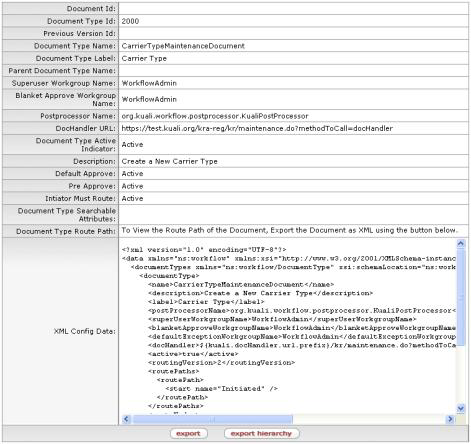 Document Id:
Document Type Id: 2000
Previous Version Id:
Document Type Name: CarrierTypeMaintenanceDocument
Document Type Label: Carrier Type
Parent Document Type Name:
Superuser Workgroup Name: WorkflowAdmin
Blanket Approve Workgroup
Name: WorkflowAdmin
Postprocessor Name: org.kuali.workflow.postprocessor.KualiPostProcessor
DocHandler URL: https://test.kuali.org/kra-reg/kr/maintenance.do?methodToCall=docHandler
Document Type Active
Indicator: Active
Description: Create a New Carrier Type
Default Approve: Active
Pre Approve: Active
Intiator Must Route: Active
Document Type Searchable
Attributes:
Document Type Route Path: To View the Route Path of the Document, Export the Document as XML using the button below.
XML Config Data:
<?xml version="1.0" encoding="UTF-8"?>
<data xmlns="ns:workflow" xmlns:xsi="http://www.w3.org/2001/XMLSchema-instanc
<documentTypes xmlns="ns:workflow/DocumentType" xsi:schemaLocation="ns:work
<documentType>
<name>CarrierTypeMaintenanceDocument</name>
<description>Create a New Carrier Type</description>
<label>Carrier Type</label>
<postProcessorName>org.kuali.workflow.postprocessor.KualiPostProcessor<
<superUserWorkgroupName>WorkflowAdmin</superUserWorkgroupName>
<blanketApproveWorkgroupName>WorkflowAdmin</blanketApproveWorkgroupName
<defaultExceptionWorkgroupName>WorkflowAdmin</defaultExceptionWorkgroup
<docHandler>${kuali.docHandler.url.prefix}/kr/maintenance.do?methodToCa
<active>true</active>
<routingVersion>2</routingVersion>
<routePaths>
<routePath>
<start name="Initiated" />
</routePath>
</routePaths>
export
export hierarchy